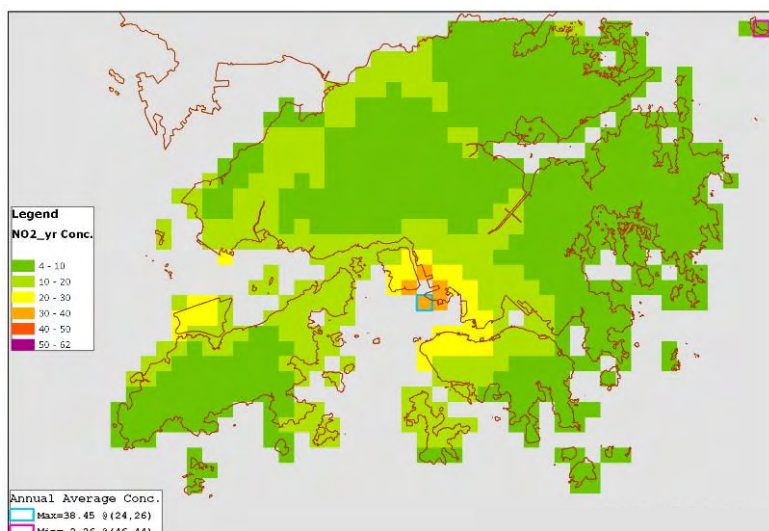 Legend
NO2_yr Conc.
4 - 10
10 - 20
20 - 30
30 - 40
40 - 50
50 - 62
Annual Average Conc.
Max=38.45 @(24,26)